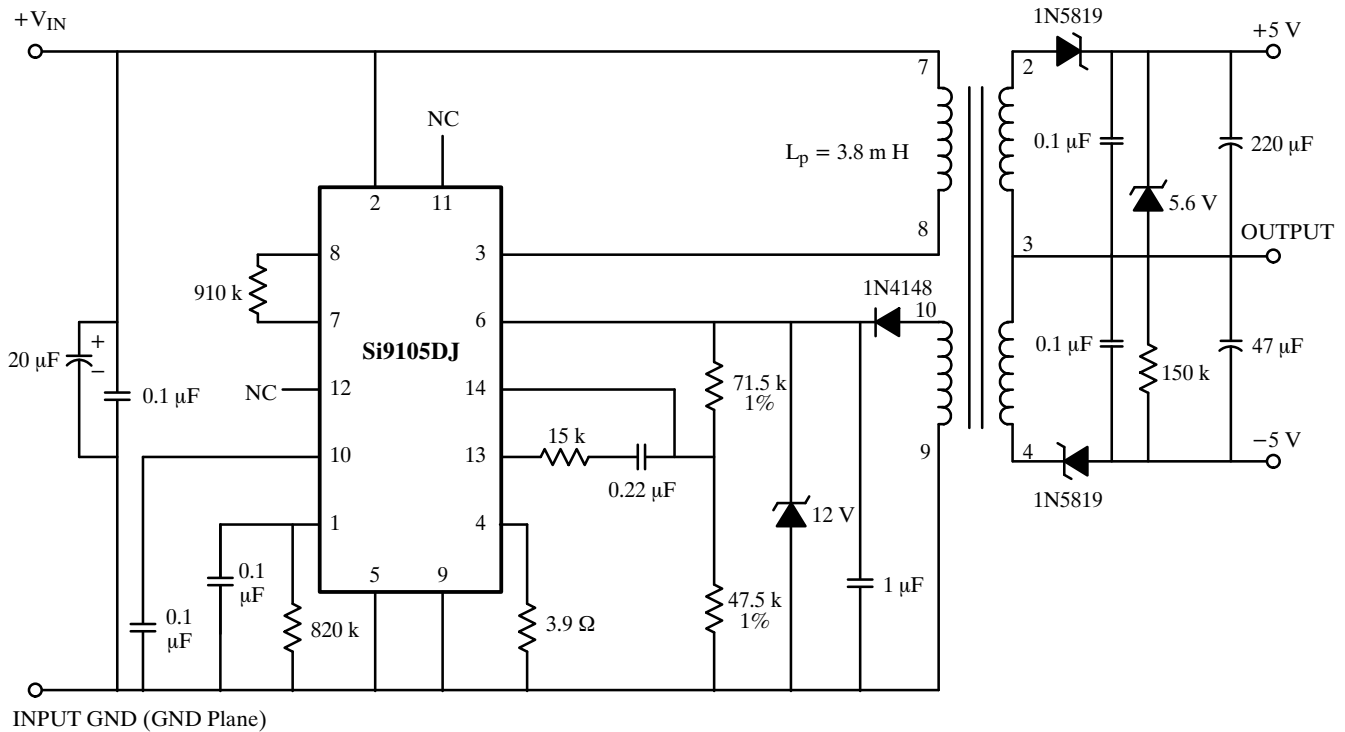 +VIN
1N5819
+5 V
7
2
NC
0.1 µF
220 µF
Lp = 3.8 m H
2
11
5.6 V
8
3
8
3
OUTPUT
910 k
1N4148
10
7
6
Si9105DJ
20 µF
+
−
0.1 µF
NC
12
14
71.5 k
1%
0.1 µF
47 µF
150 k
15 k
10
13
9
4
−5 V
0.22 µF
1N5819
1
4
12 V
0.1
µF
5
9
1 µF
0.1
µF
820 k
3.9 Ω
47.5 k
1%
INPUT GND (GND Plane)